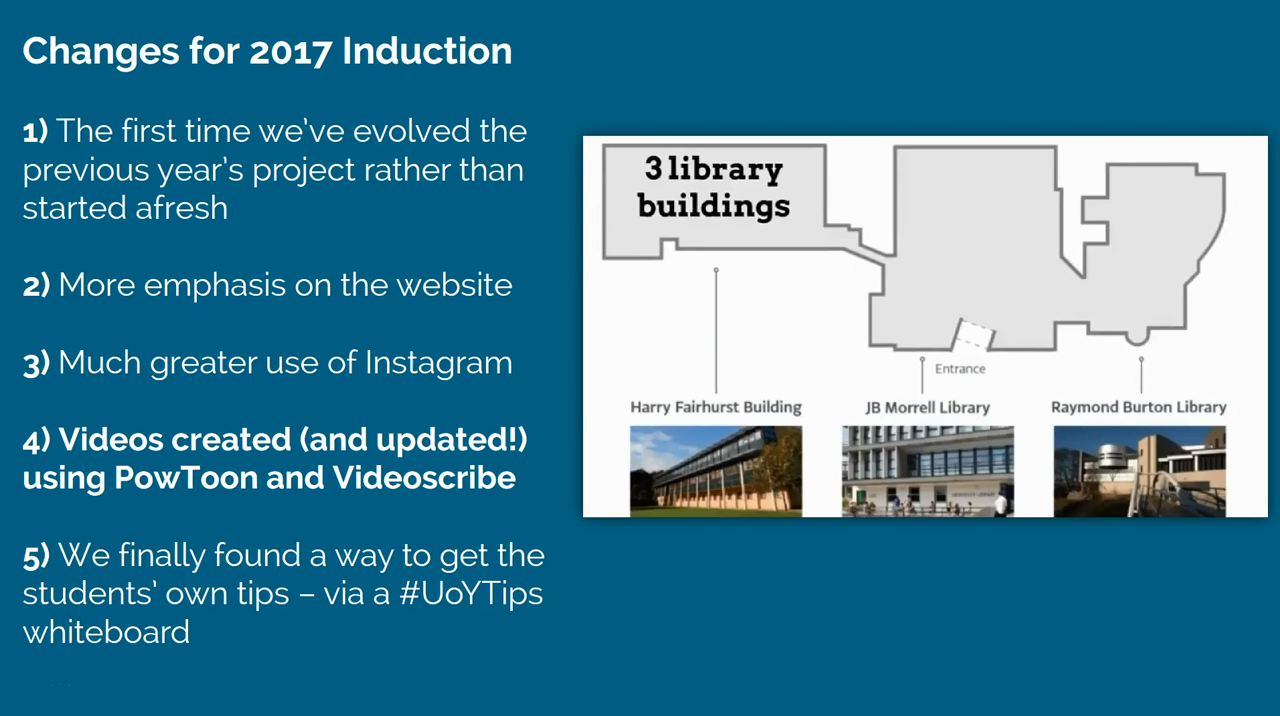 Changes for 2017 Induction
1) The first time we’ve evolved the
previous year’s project rather than
started afresh
2) More emphasis on the website
3) Much greater use of Instagram
4) Videos created (and updated!)
using PowToon and Videoscribe
5) We finally found a way to get the
students’ own tips – via a #UoYTips
whiteboard
3 library
buildings
Entrance
Harry Fairhurst Building
JB Morrell Library
Raymond Burton Library